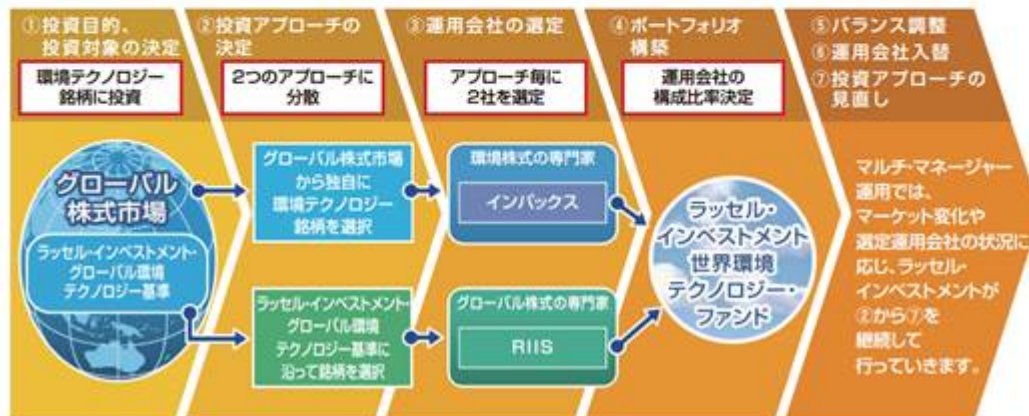 ①投資目的、
投資対象の決定
環境テクノロジー
銘柄に投資
グローバル
株式市場
ラッセル・インベストメント・
グローバル環境
テクノロジー基準
②投資アプローチの
決定
2つのアプローチに
分散
グローバル株式市場
から独自に
環境テクノロジー
銘柄を選択
ラッセル・インベストメント・
グローバル環境
テクノロジー基準に
沿って銘柄を選択
③運用会社の選定
アプローチ毎に
2社を選定
環境株式の専門家
インパックス
グローバル株式の専門家
RIIS
④ポートフォリオ
構築
運用会社の
構成比率決定
ラッセル・
インベストメント
世界環境
テクノロジー・
ファンド
⑤バランス調整
⑥運用会社入替
⑦投資アプローチの
見直し
マルチ・マネージャー
運用では、
マーケット変化や
選定運用会社の状況に
応じ、ラッセル・
インベストメントが
②から⑦を
継続して
行っていきます。